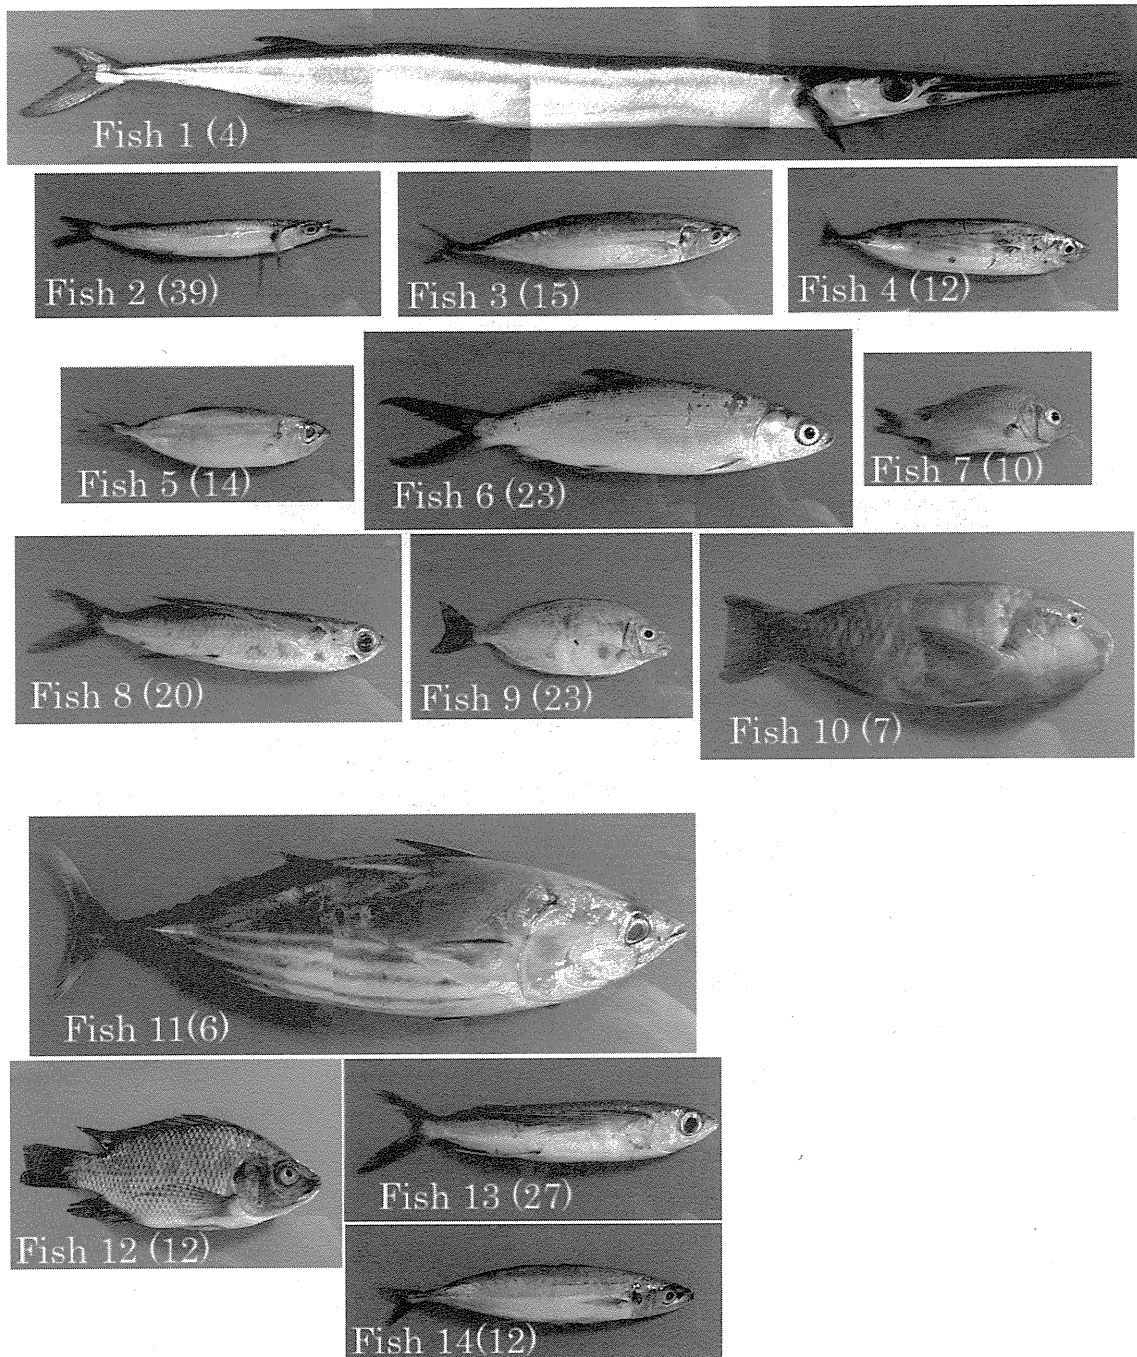 Fish 1 (4)
Fish 2 (39)
Fish 3 (15)
Fish 4 (12)
Fish 5 (14)
Fish 6 (23)
Fish 7 (10)
Fish 8 (20)
Fish 9 (23)
Fish 10 (7)
Fish 11(6)
Fish 12 (12)
Fish 13 (27)
Fish 14(12)